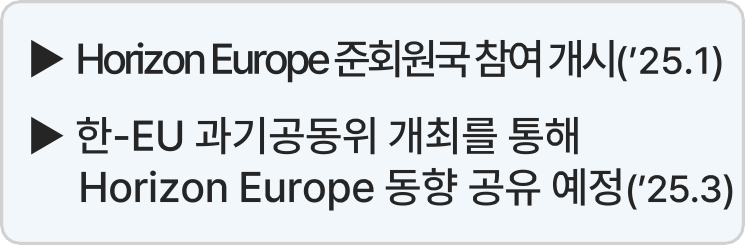 ▶ Horizon Europe 준회원국 참여 개시('25.1)
▶ 한-EU 과기공동위 개최를 통해
Horizon Europe 동향 공유 예정('25.3)